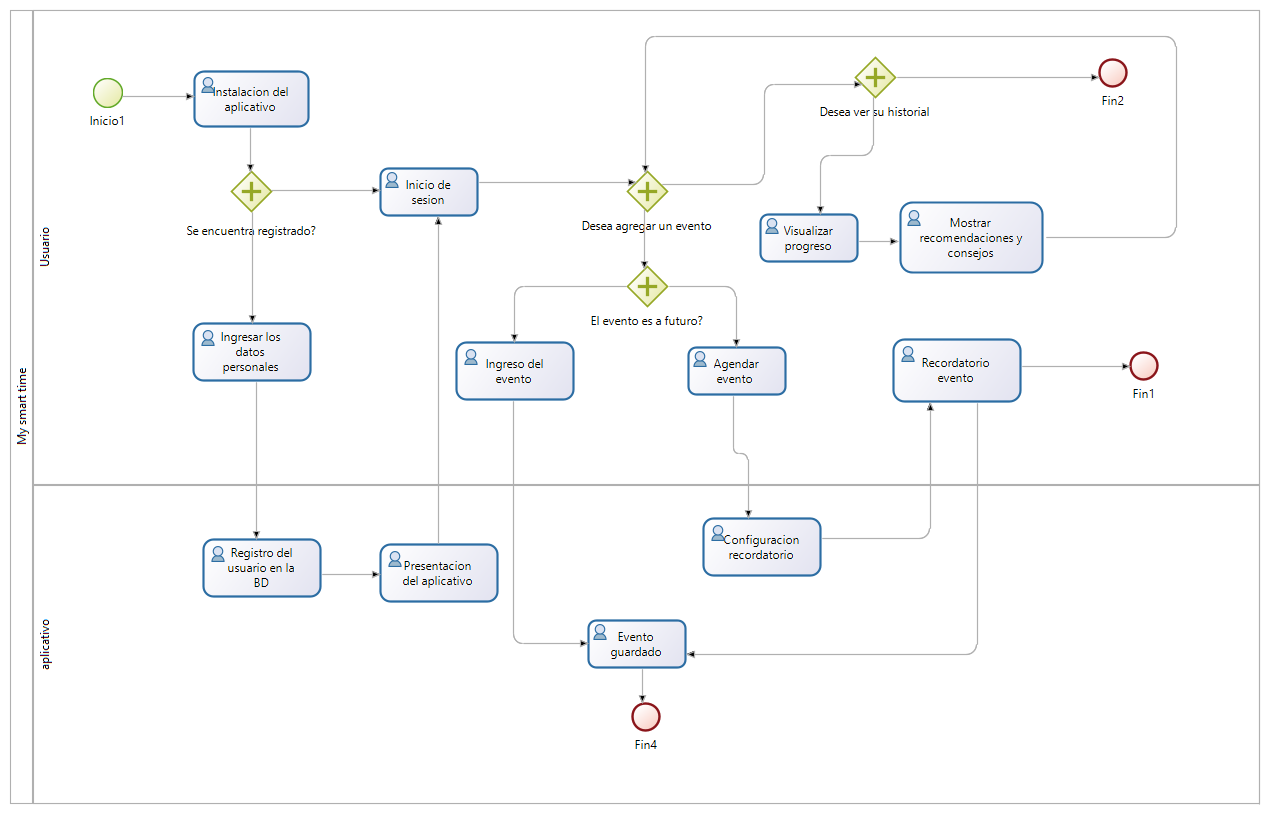 My smart time
Usuario
Inicio1
Instalacion del
aplicativo
Se encuentra registrado?
Inicio de
sesion
Desea agregar un evento
Desea ver su historial
Fin2
Visualizar
progreso
Mostrar
recomendaciones y
consejos
El evento es a futuro?
Ingresar los
datos
personales
Ingreso del
evento
Agendar
evento
Recordatorio
evento
Fin1
aplicativo
Registro del
usuario en la
BD
Presentacion
del aplicativo
Configuracion
recordatorio
Evento
guardado
Fin4